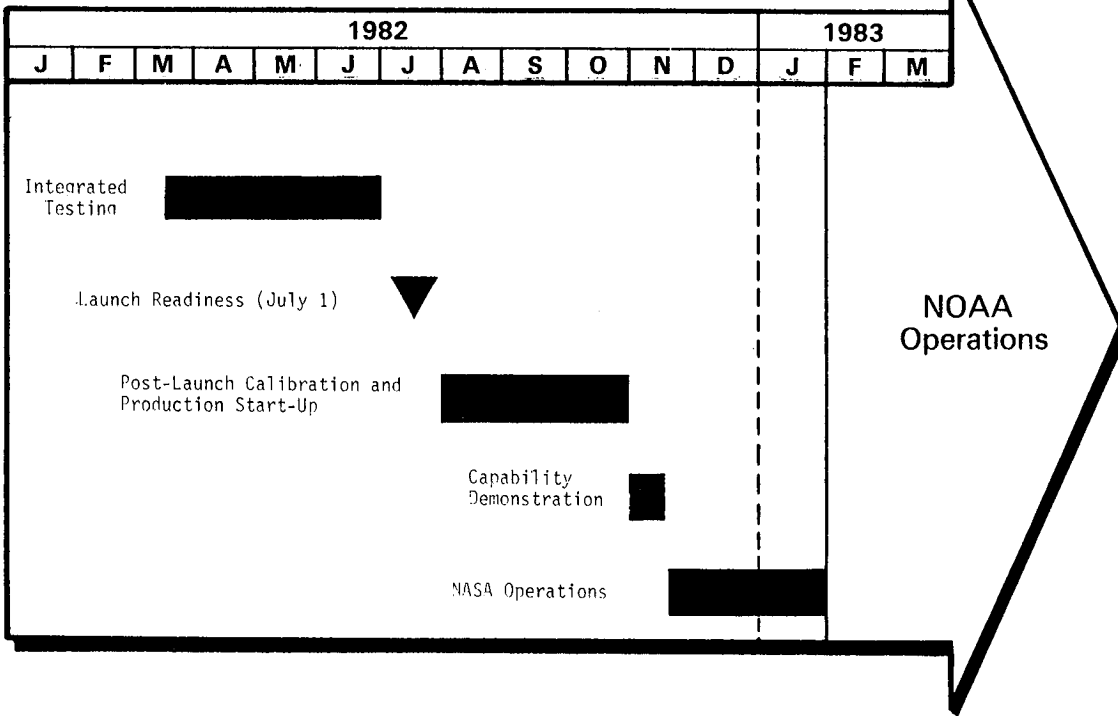 1982 1983
J F M A M J J A S O N D J F M
Integrated
Testing
Launch Readiness (July 1)
NOAA
Operations
Post-Launch Calibration and
Production Start-Up
Capability
Demonstration
NASA Operations